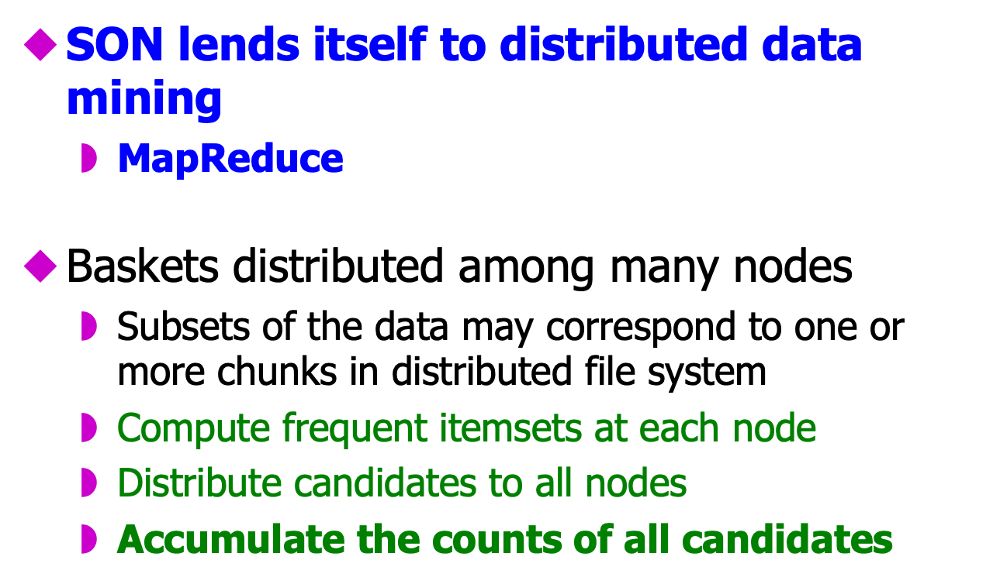 SON lends itself to distributed data
mining
MapReduce
Baskets distributed among many nodes
Subsets of the data may correspond to one or
more chunks in distributed file system
Compute frequent itemsets at each node
Distribute candidates to all nodes
Accumulate the counts of all candidates